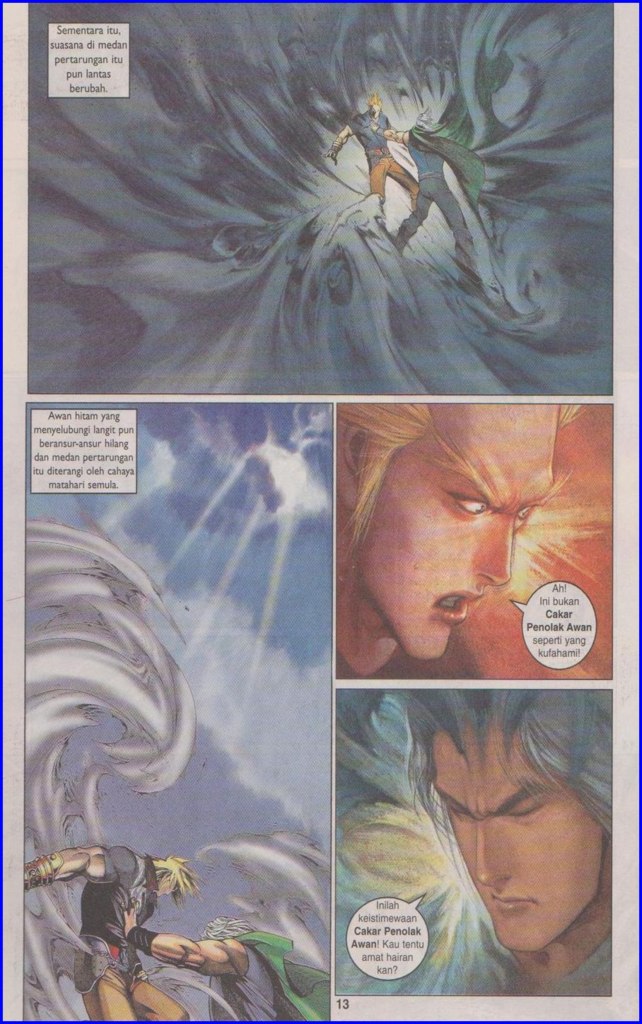 Sementara itu,
suasana di medan
pertarungan itu
pun lantas
berubah.
Awan hitam yang
menyelubungi langit pun
beransur-ansur hilang
dan medan pertarungan
itu diterangi oleh cahaya
matahari semula.
Ah!
Ini bukan
Cakar
Penolak Awan
seperti yang
kufahami!
Inilah
keistimewaan
Cakar Penolak
Awan! Kau tentu
amat hairan
kan?
13